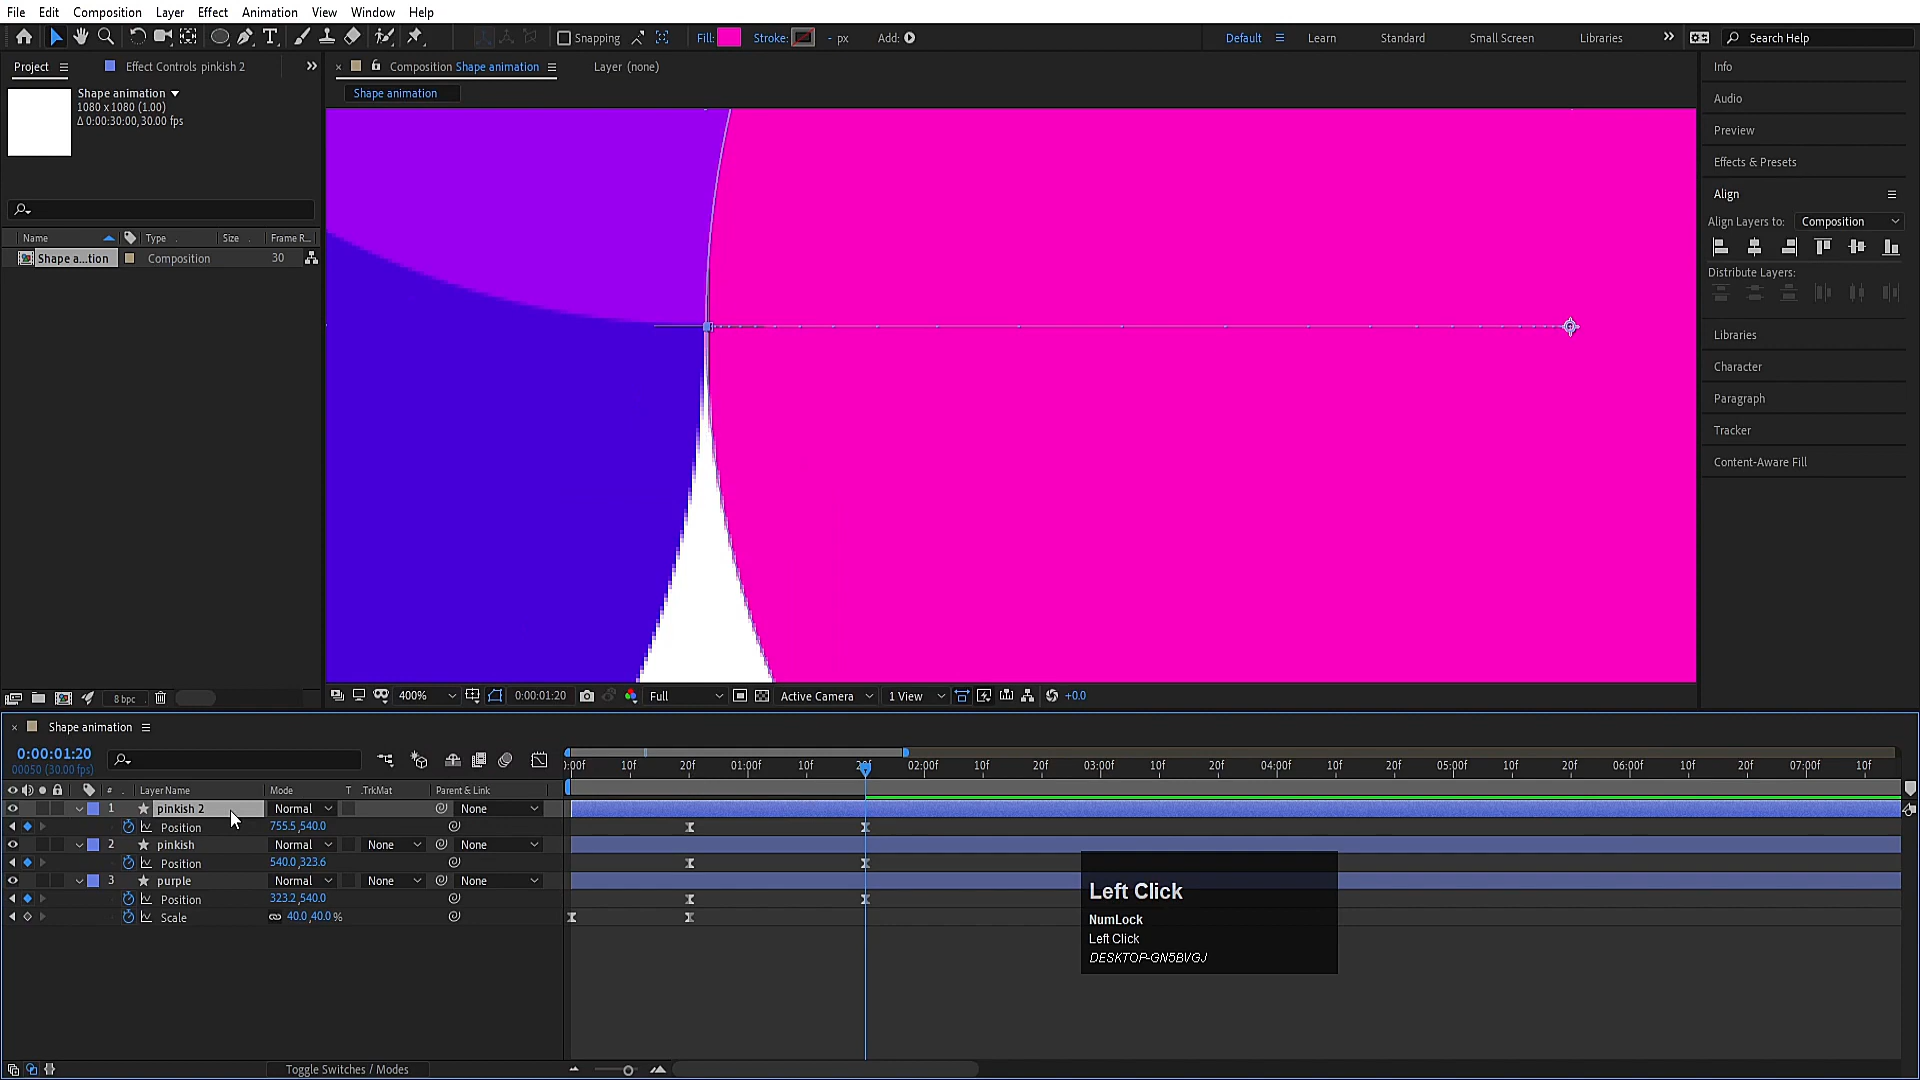 File Edit Composition Layer Effect Animation View Window Help
Snapping Fill: Stroke: - px Add: Default Learn Standard Small Screen Libraries Search Help
Project Effect Controls pinkish 2 Composition Shape animation Layer (none) Info
Shape animation
1080 x 1080 (1.00)
Δ 0:00:30:00, 30.00 fps
Shape animation
Audio
Preview
Effects & Presets
Align
Align Layers to: Composition
Distribute Layers:
Libraries
Character
Paragraph
Tracker
Content-Aware Fill
Name Type Size Frame R...
Shape a...tion Composition 30
8 bpc 400% 0:00:01:20 Full Active Camera 1 View +0.0
Shape animation
0:00:01:20
00050 (30.00 fps)
):00f 10f 20f 01:00f 10f 20f 02:00f 10f 20f 03:00f 10f 20f 04:00f 10f 20f 05:00f 10f 20f 06:00f 10f 20f 07:00f 10f
# Layer Name Mode T .TrkMat Parent & Link
1 pinkish 2 Normal None
Position 755.5,540.0
2 pinkish Normal None None
Position 540.0,323.6
3 purple Normal None None
Position 323.2,540.0
Scale 40.0,40.0 %
Left Click
NumLock
Left Click
DESKTOP-GN5BVGJ
Toggle Switches / Modes